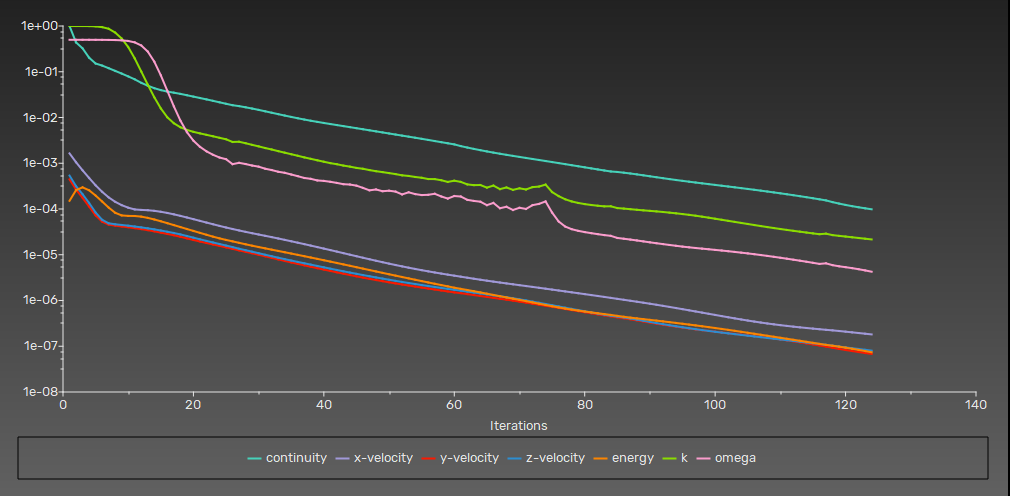 1e+00
1e-01
1e-02
1e-03
1e-04
1e-05
1e-06
1e-07
1e-08
0 20 40 60 80 100 120 140
Iterations
continuity x-velocity y-velocity z-velocity energy k omega